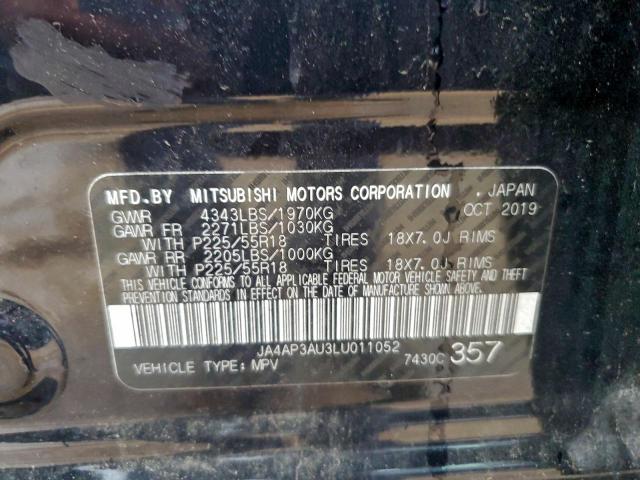 MFD.BY MITSUBISHI MOTORS CORPORATION . JAPAN
GVWR 4343LBS/1970KG OCT 2019
GAWR FR 2271LBS/1030KG
WITH P225/55R18 TIRES 18X7.0J RIMS
GAWR RR 2205LBS/1000KG
WITH P225/55R18 TIRES 18X7.0J RIMS
THIS VEHICLE CONFORMS TO ALL APPLICABLE FEDERAL MOTOR VEHICLE SAFETY AND THEFT
PREVENTION STANDARDS IN EFFECT ON THE DATE OF MANUFACTURE SHOWN ABOVE.
JA4AP3AU3LU011052
VEHICLE TYPE: MPV 7430C 357